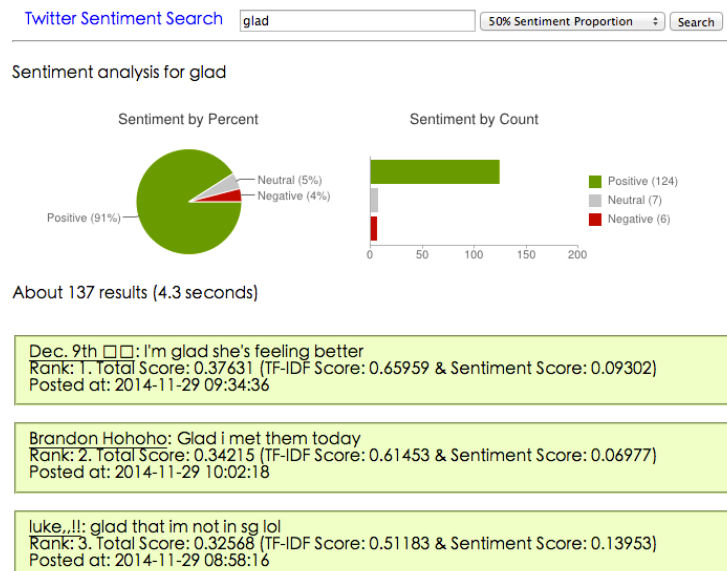 Twitter Sentiment Search glad 50% Sentiment Proportion Search
Sentiment analysis for glad
Sentiment by Percent
Neutral (5%)
Negative (4%)
Positive (91%)
Sentiment by Count
Positive (124)
Neutral (7)
Negative (6)
0 50 100 150 200
About 137 results (4.3 seconds)
Dec. 9th □□: I'm glad she's feeling better
Rank: 1. Total Score: 0.37631 (TF-IDF Score: 0.65959 & Sentiment Score: 0.09302)
Posted at: 2014-11-29 09:34:36
Brandon Hohoho: Glad i met them today
Rank: 2. Total Score: 0.34215 (TF-IDF Score: 0.61453 & Sentiment Score: 0.06977)
Posted at: 2014-11-29 10:02:18
luke,,!!: glad that im not in sg lol
Rank: 3. Total Score: 0.32568 (TF-IDF Score: 0.51183 & Sentiment Score: 0.13953)
Posted at: 2014-11-29 08:58:16